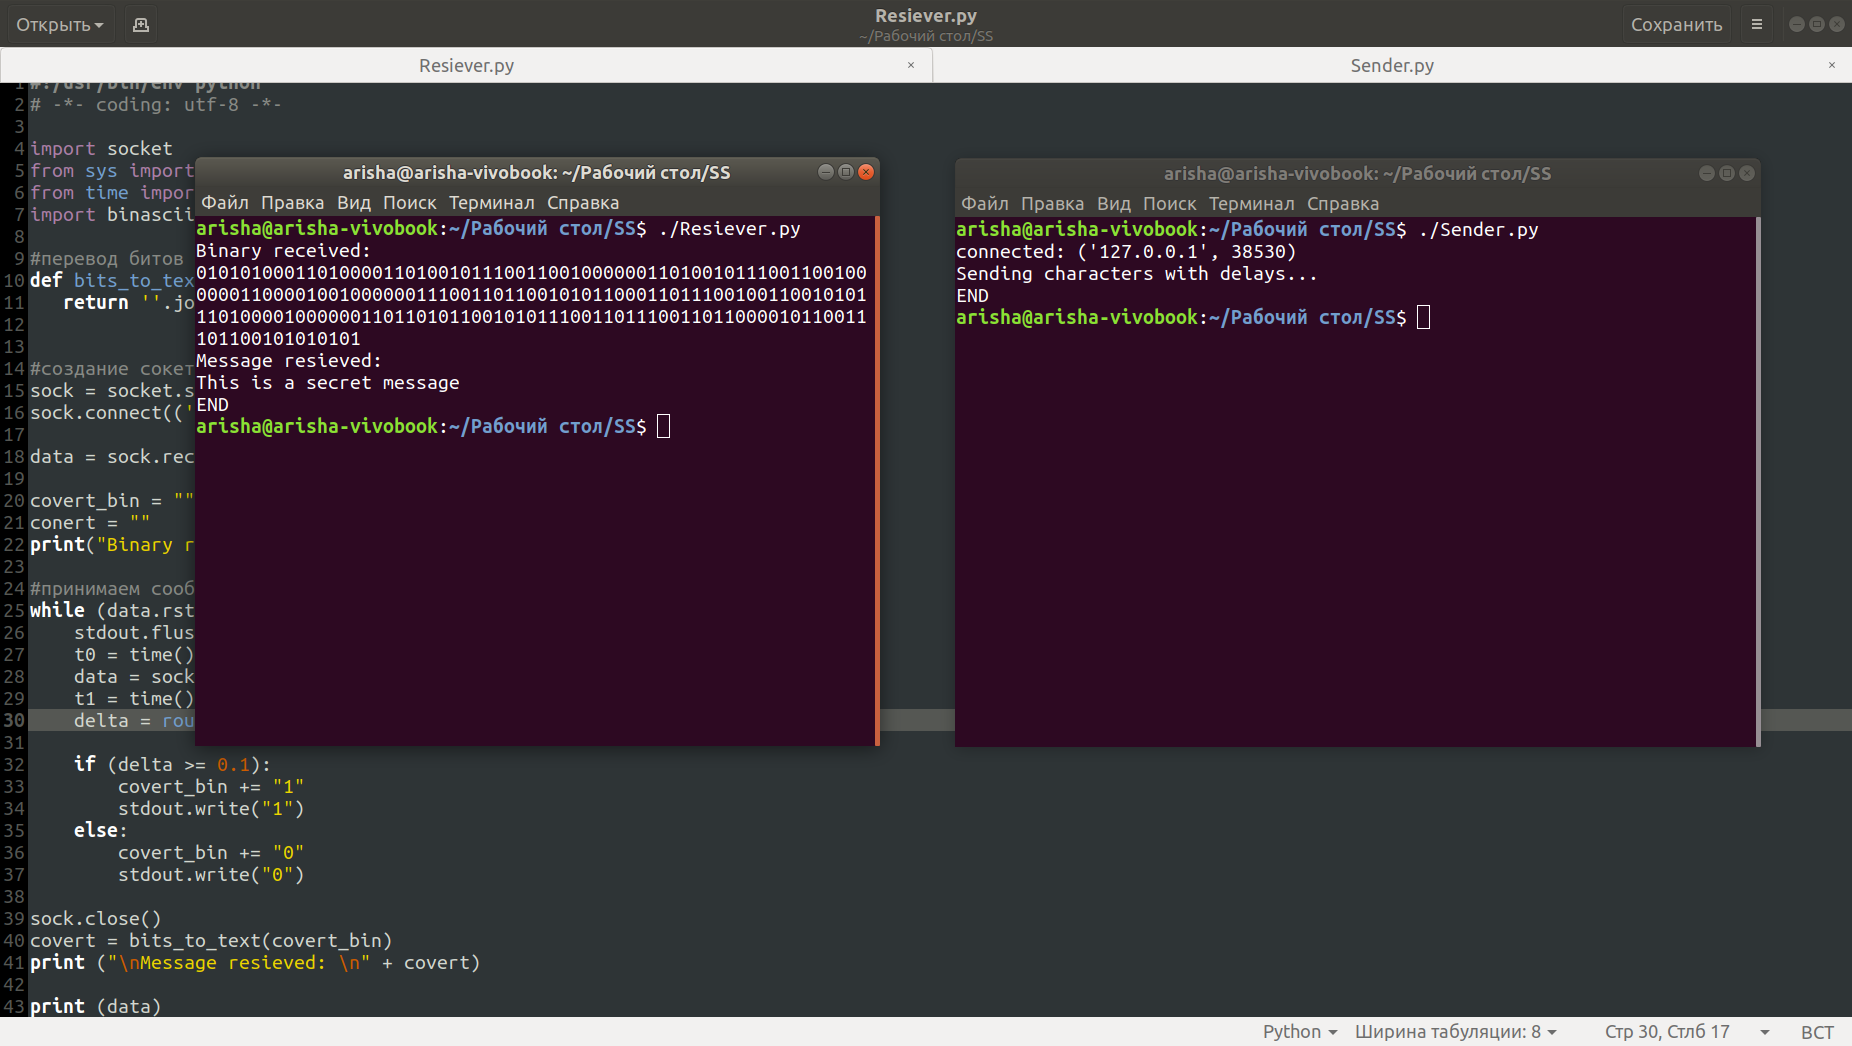 Открыть
Resiever.py
~/Рабочий стол/SS
Сохранить
Resiever.py ×
Sender.py ×
1 #!/usr/bin/env python
2 # -*- coding: utf-8 -*-
3
4 import socket
5 from sys import
6 from time impor
7 import binascii
8
9 #перевод битов
10 def bits_to_tex
11 return ''.jo
12
13
14 #создание сокет
15 sock = socket.s
16 sock.connect(('
17
18 data = sock.rec
19
20 covert_bin = ""
21 conert = ""
22 print("Binary r
23
24 #принимаем сооб
25 while (data.rst
26 stdout.flus
27 t0 = time()
28 data = sock
29 t1 = time()
30 delta = rou
31
32 if (delta >= 0.1):
33 covert_bin += "1"
34 stdout.write("1")
35 else:
36 covert_bin += "0"
37 stdout.write("0")
38
39 sock.close()
40 covert = bits_to_text(covert_bin)
41 print ("\nMessage resieved: \n" + covert)
42
43 print (data)
arisha@arisha-vivobook: ~/Рабочий стол/SS
Файл Правка Вид Поиск Терминал Справка
arisha@arisha-vivobook:~/Рабочий стол/SS$ ./Resiever.py
Binary received:
0101010001101000011010010111001100100000011010010111001100100
0000110000100100000011100110110010101100011011100100110010101
1101000010000001101101011001010111001101110011011000010110011
101100101010101
Message resieved:
This is a secret message
END
arisha@arisha-vivobook:~/Рабочий стол/SS$
arisha@arisha-vivobook: ~/Рабочий стол/SS
Файл Правка Вид Поиск Терминал Справка
arisha@arisha-vivobook:~/Рабочий стол/SS$ ./Sender.py
connected: ('127.0.0.1', 38530)
Sending characters with delays...
END
arisha@arisha-vivobook:~/Рабочий стол/SS$
Python Ширина табуляции: 8 Стр 30, Стлб 17 ВСТ